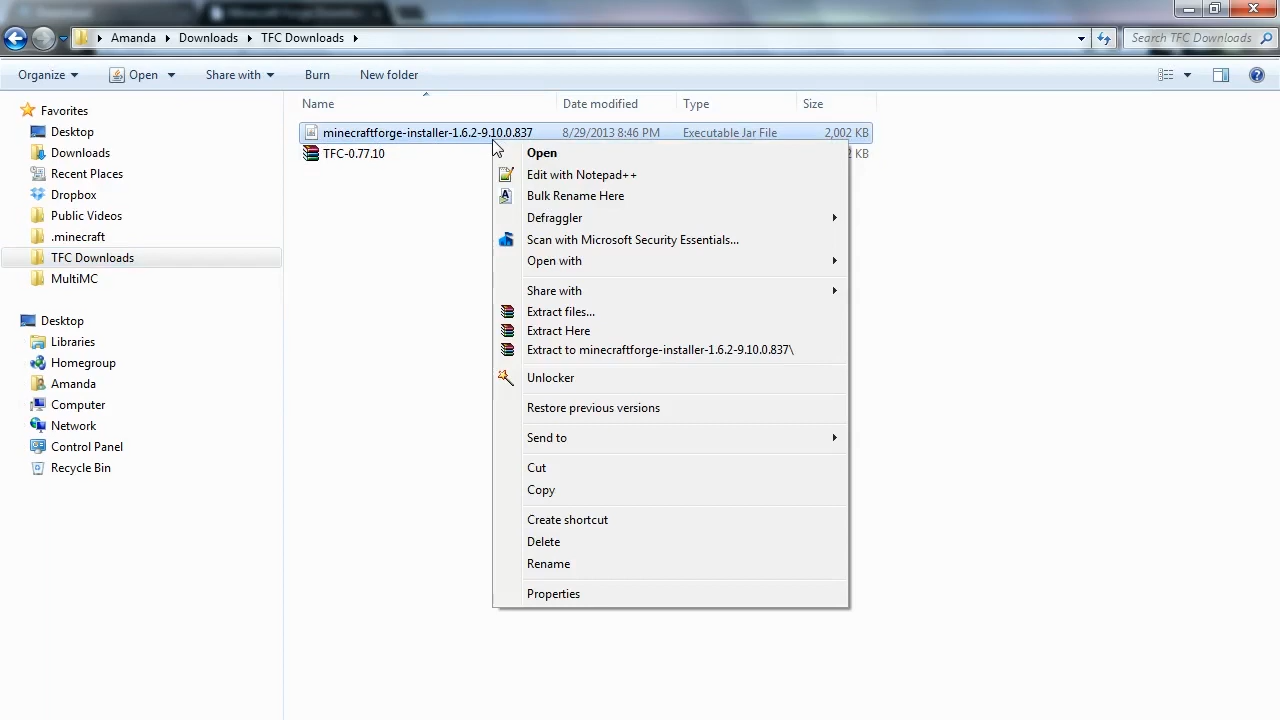 Minecraft Forge Downlo
Amanda Downloads TFC Downloads Search TFC Downloads
Organize Open Share with Burn New folder
Name Date modified Type Size
minecraftforge-installer-1.6.2-9.10.0.837 8/29/2013 8:46 PM Executable Jar File 2,002 KB
TFC-0.77.10 KB
Favorites
Desktop
Downloads
Recent Places
Dropbox
Public Videos
.minecraft
TFC Downloads
MultiMC
Desktop
Libraries
Homegroup
Amanda
Computer
Network
Control Panel
Recycle Bin
Open
Edit with Notepad++
Bulk Rename Here
Defraggler
Scan with Microsoft Security Essentials...
Open with
Share with
Extract files...
Extract Here
Extract to minecraftforge-installer-1.6.2-9.10.0.837\
Unlocker
Restore previous versions
Send to
Cut
Copy
Create shortcut
Delete
Rename
Properties